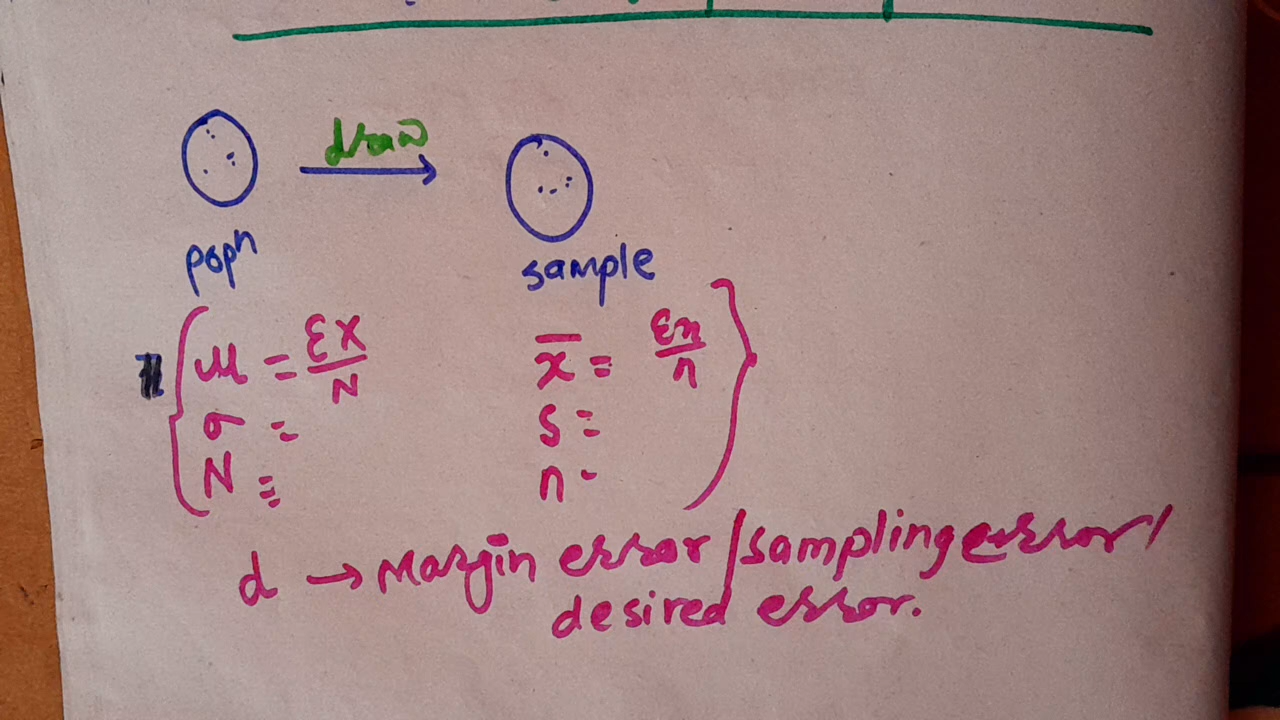 draw
popn
sample
μ = ΣX/N
x̄ = Σx/n
σ =
s =
N =
n =
d → Margin error / sampling error /
desired error.